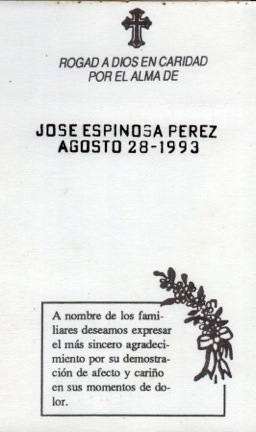 ROGAD A DIOS EN CARIDAD
POR EL ALMA DE
JOSE ESPINOSA PEREZ
AGOSTO 28-1993
A nombre de los fami-
liares deseamos expresar
el más sincero agradeci-
miento por su demostra-
ción de afecto y cariño
en sus momentos de do-
lor.